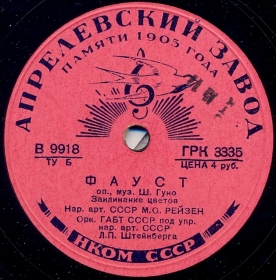 АПРЕЛЕВСКИЙ ЗАВОД
ПАМЯТИ 1905 ГОДА
В 9918
ТУ Б
ГРК 3335
ЦЕНА 4 руб.
ФАУСТ
оп., муз. Ш. Гуно
Заклинание цветов
Нар. арт. СССР М.О. РЕЙЗЕН
Орк. ГАБТ СССР под упр.
нар. арт. СССР
Л.П. Штейнберга
НКОМ СССР